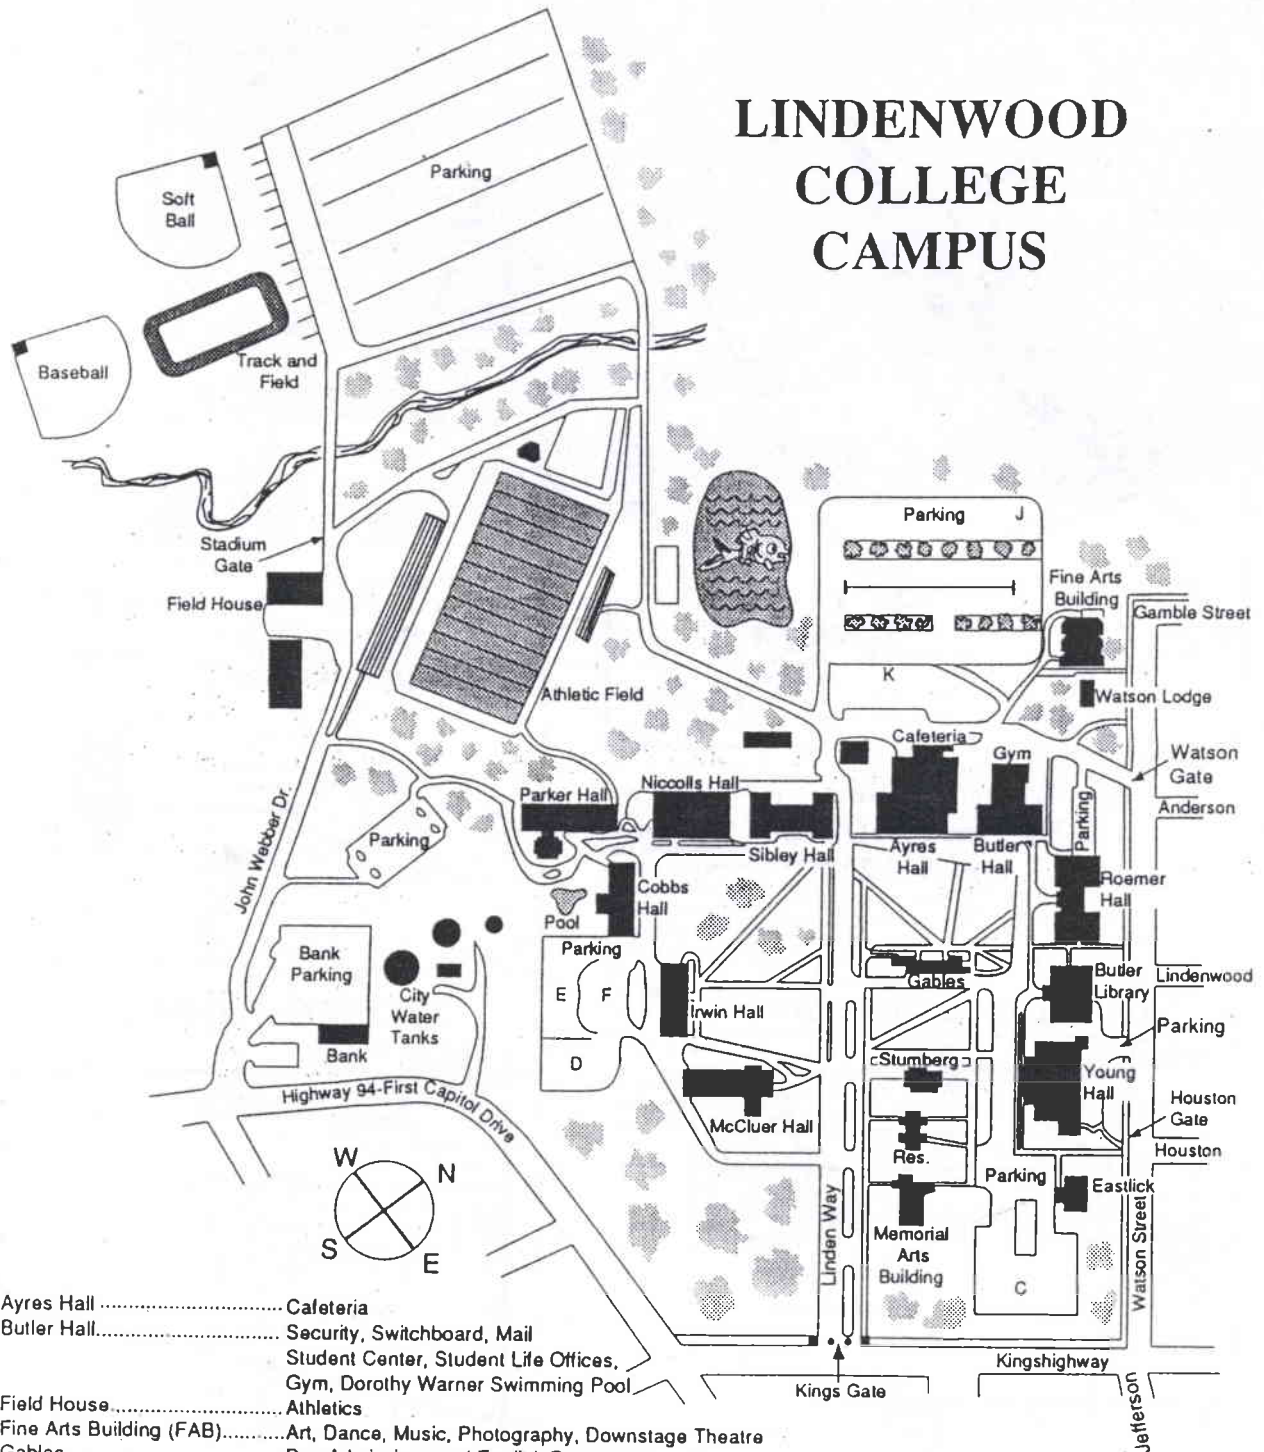 LINDENWOOD
COLLEGE
CAMPUS
Parking
Soft
Ball
Track and
Field
Baseball
Stadium
Gate
Field House
Parking J
Fine Arts
Building
Gamble Street
K
Watson Lodge
Athletic Field
Cafeteria
Gym
Watson
Gate
Anderson
Parking
Niccolls Hall
Parker Hall
Parking
John Webber Dr.
Sibley Hall
Ayres
Hall
Butler
Hall
Roemer
Hall
Cobbs
Hall
Pool
Parking
Bank
Parking
City
Water
Tanks
Bank
E F
D
Irwin Hall
Gables
Butler
Library
Lindenwood
Parking
Stumberg
Young
Hall
Houston
Gate
Houston
McCluer Hall
Res.
Parking
Eastlick
Highway 94-First Capitol Drive
W
N
S
E
Linden Way
Memorial
Arts
Building
C
Watson Street
Kingshighway
Kings Gate
Jefferson
Ayres Hall .............................. Cafeteria
Butler Hall.............................. Security, Switchboard, Mail
Student Center, Student Life Offices,
Gym, Dorothy Warner Swimming Pool
Field House............................ Athletics
Fine Arts Building (FAB)..........Art, Dance, Music, Photography, Downstage Theatre